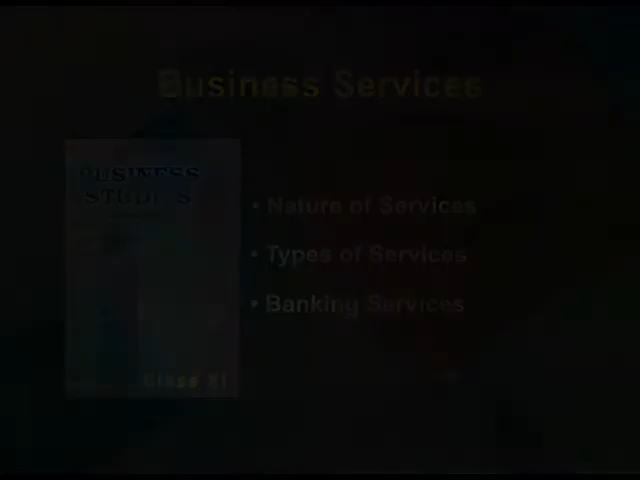 Business Services
BUSINESS
STUDIES
• Nature of Services
• Types of Services
• Banking Services
Class XI